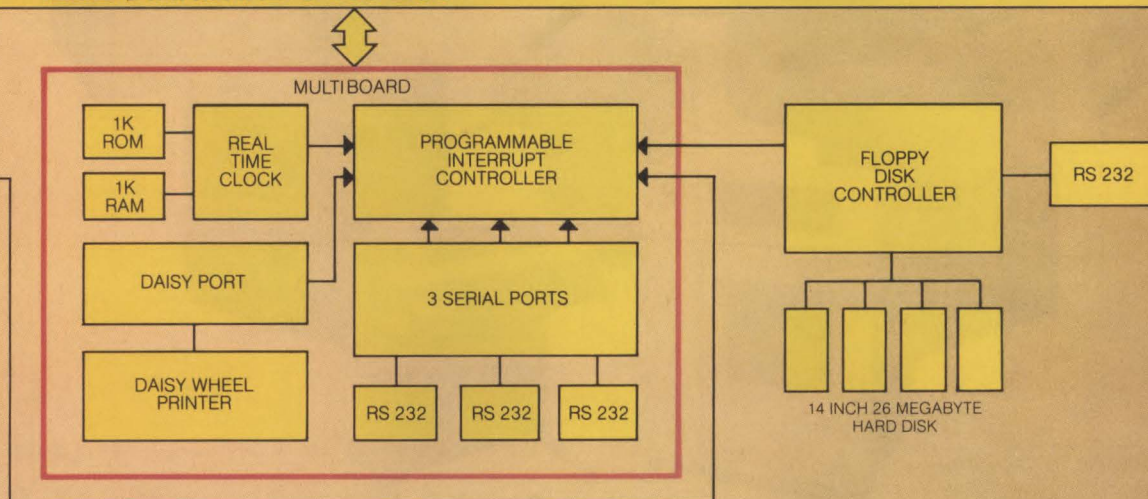 MULTIBOARD
1K
ROM
REAL
TIME
CLOCK
1K
RAM
PROGRAMMABLE
INTERRUPT
CONTROLLER
DAISY PORT
3 SERIAL PORTS
DAISY WHEEL
PRINTER
RS 232
RS 232
RS 232
FLOPPY
DISK
CONTROLLER
RS 232
14 INCH 26 MEGABYTE
HARD DISK